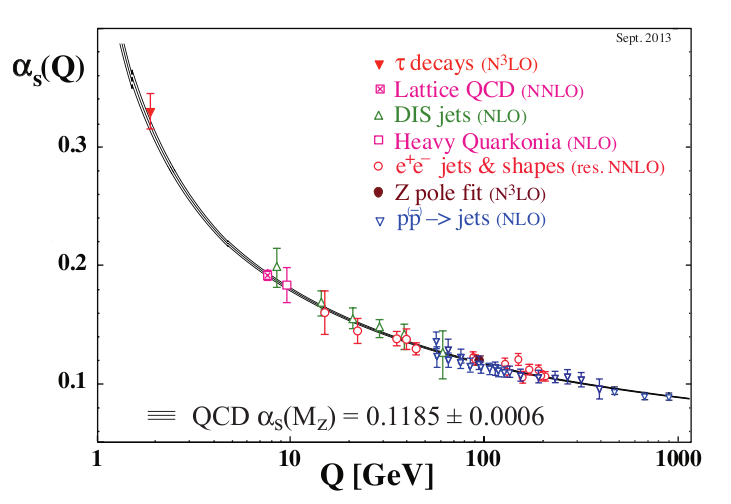 Sept. 2013
αs(Q)
τ decays (N³LO)
Lattice QCD (NNLO)
DIS jets (NLO)
Heavy Quarkonia (NLO)
e⁺e⁻ jets & shapes (res. NNLO)
Z pole fit (N³LO)
pp(–) –> jets (NLO)
0.3
0.2
0.1
QCD αs(Mz) = 0.1185 ± 0.0006
1 10 100 1000
Q [GeV]